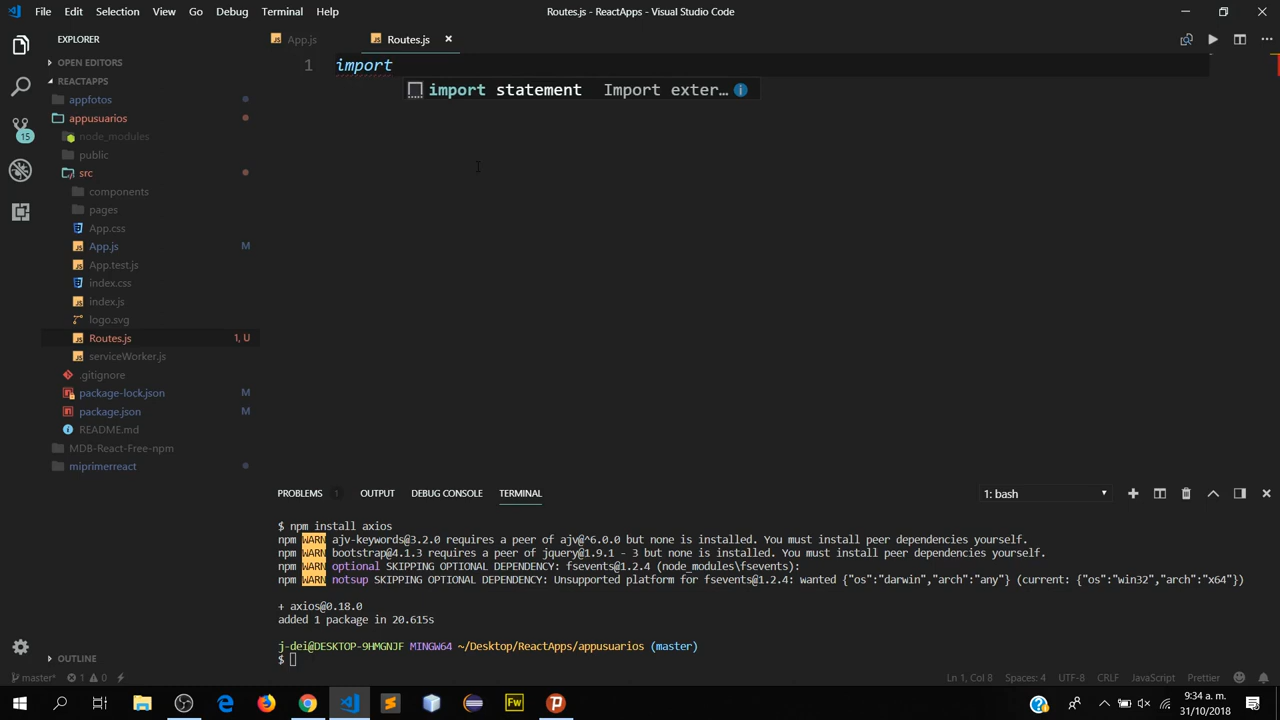 File Edit Selection View Go Debug Terminal Help
Routes.js - ReactApps - Visual Studio Code
EXPLORER
App.js
Routes.js
OPEN EDITORS
REACTAPPS
appfotos
appusuarios
node_modules
public
src
components
pages
App.css
App.js M
App.test.js
index.css
index.js
logo.svg
Routes.js 1, U
serviceWorker.js
.gitignore
package-lock.json M
package.json M
README.md
MDB-React-Free-npm
miprimerreact
OUTLINE
15
1 import
import statement Import exter...
PROBLEMS 1 OUTPUT DEBUG CONSOLE TERMINAL 1: bash
$ npm install axios
npm WARN ajv-keywords@3.2.0 requires a peer of ajv@^6.0.0 but none is installed. You must install peer dependencies yourself.
npm WARN bootstrap@4.1.3 requires a peer of jquery@1.9.1 - 3 but none is installed. You must install peer dependencies yourself.
npm WARN optional SKIPPING OPTIONAL DEPENDENCY: fsevents@1.2.4 (node_modules\fsevents):
npm WARN notsup SKIPPING OPTIONAL DEPENDENCY: Unsupported platform for fsevents@1.2.4: wanted {"os":"darwin","arch":"any"} (current: {"os":"win32","arch":"x64"})
+ axios@0.18.0
added 1 package in 20.615s
j-dei@DESKTOP-9HMGNJF MINGW64 ~/Desktop/ReactApps/appusuarios (master)
$
master* 1 0
Ln 1, Col 8 Spaces: 4 UTF-8 CRLF JavaScript Prettier
Fw
9:34 a. m.
31/10/2018